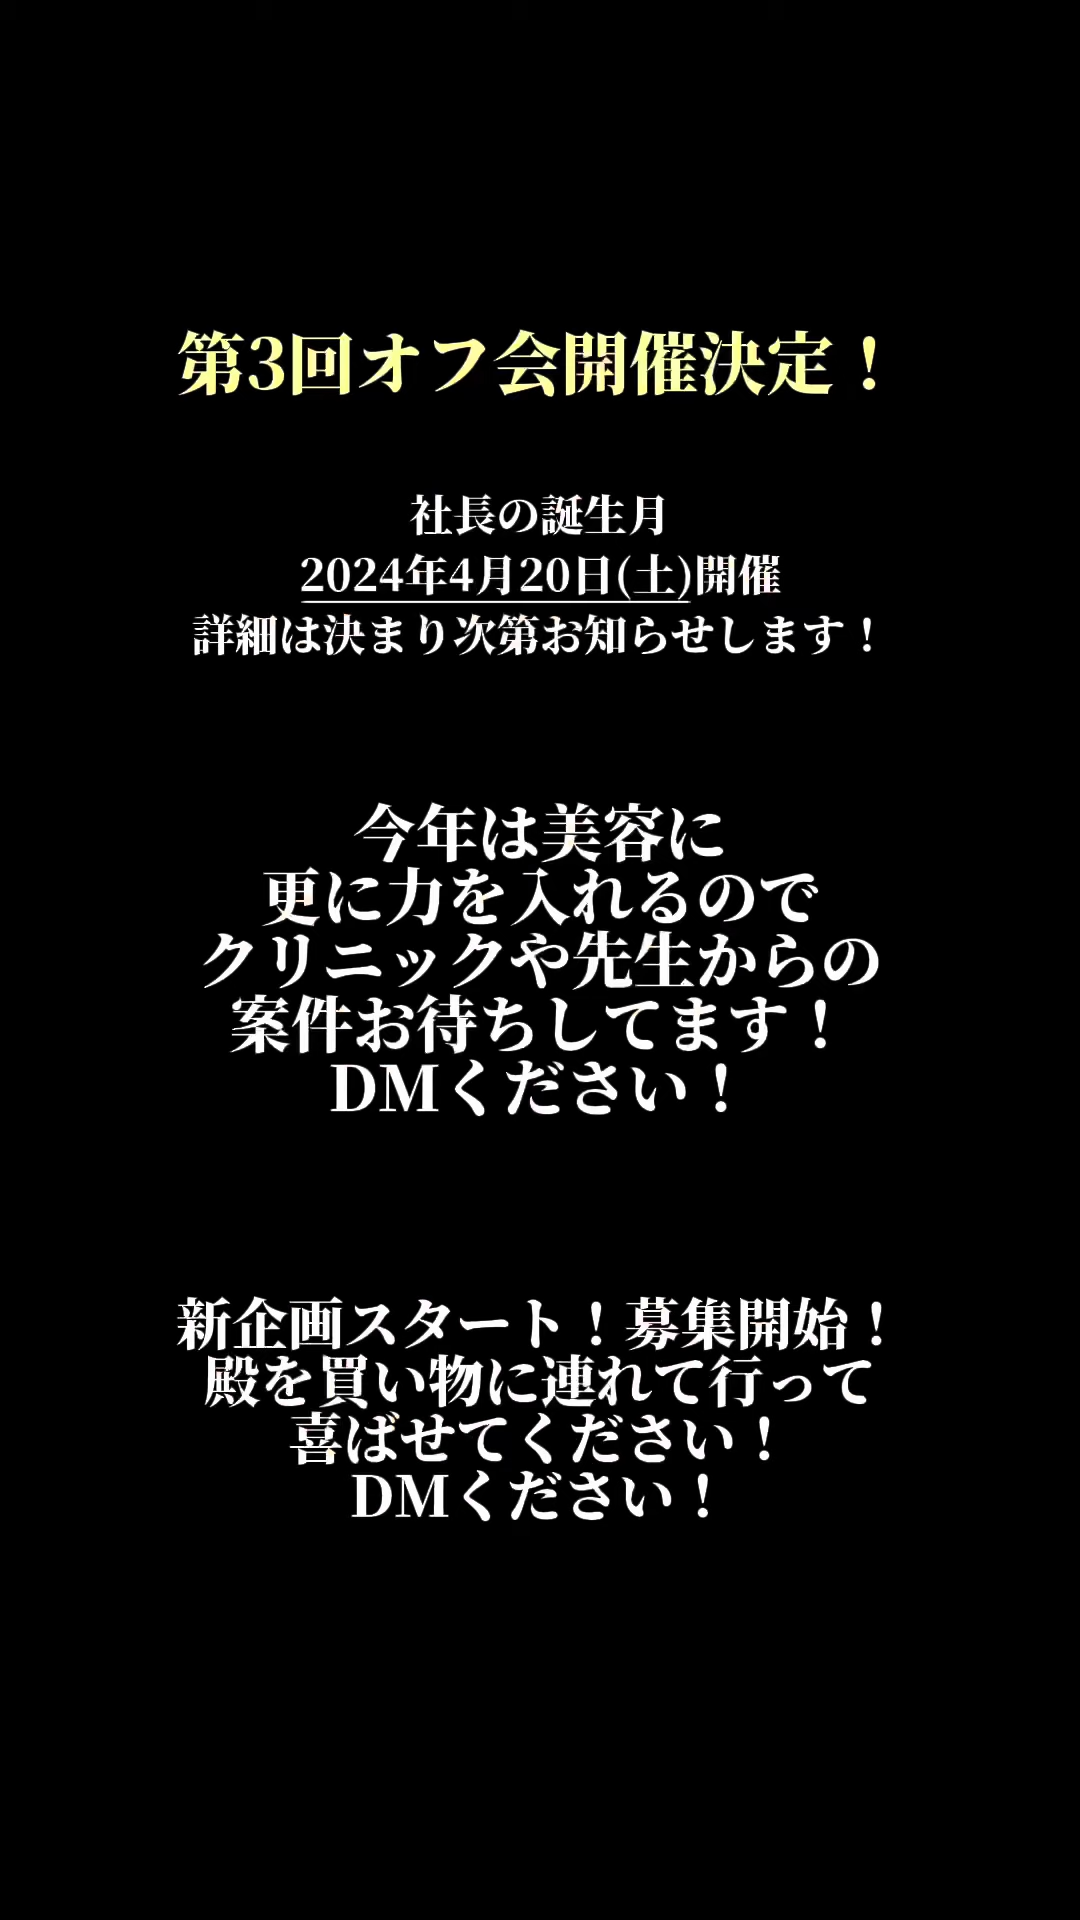 第3回オフ会開催決定！
社長の誕生月
2024年4月20日(土)開催
詳細は決まり次第お知らせします！
今年は美容に
更に力を入れるので
クリニックや先生からの
案件お待ちしてます！
DMください！
新企画スタート！募集開始！
殿を買い物に連れて行って
喜ばせてください！
DMください！